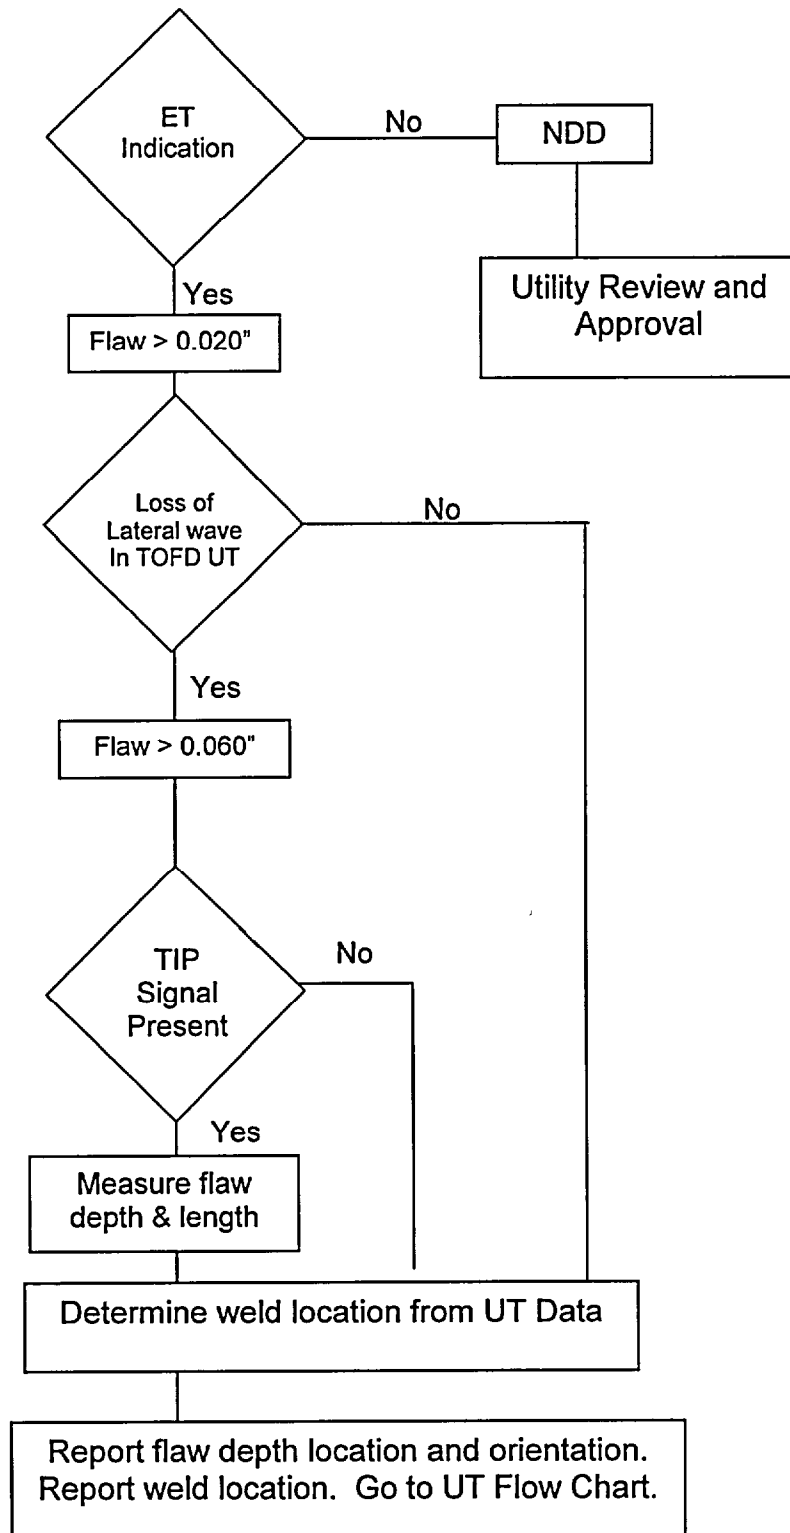 ET
Indication
No
NDD
Utility Review and
Approval
Yes
Flaw > 0.020"
Loss of
Lateral wave
In TOFD UT
No
Yes
Flaw > 0.060"
TIP
Signal
Present
No
Yes
Measure flaw
depth & length
Determine weld location from UT Data
Report flaw depth location and orientation.
Report weld location. Go to UT Flow Chart.